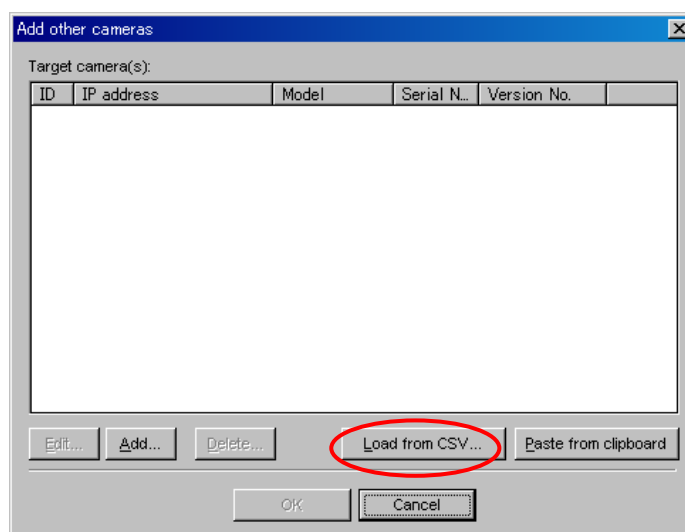 Add other cameras
Target camera(s):
ID IP address Model Serial N... Version No.
Edit... Add... Delete... Load from CSV... Paste from clipboard
OK Cancel